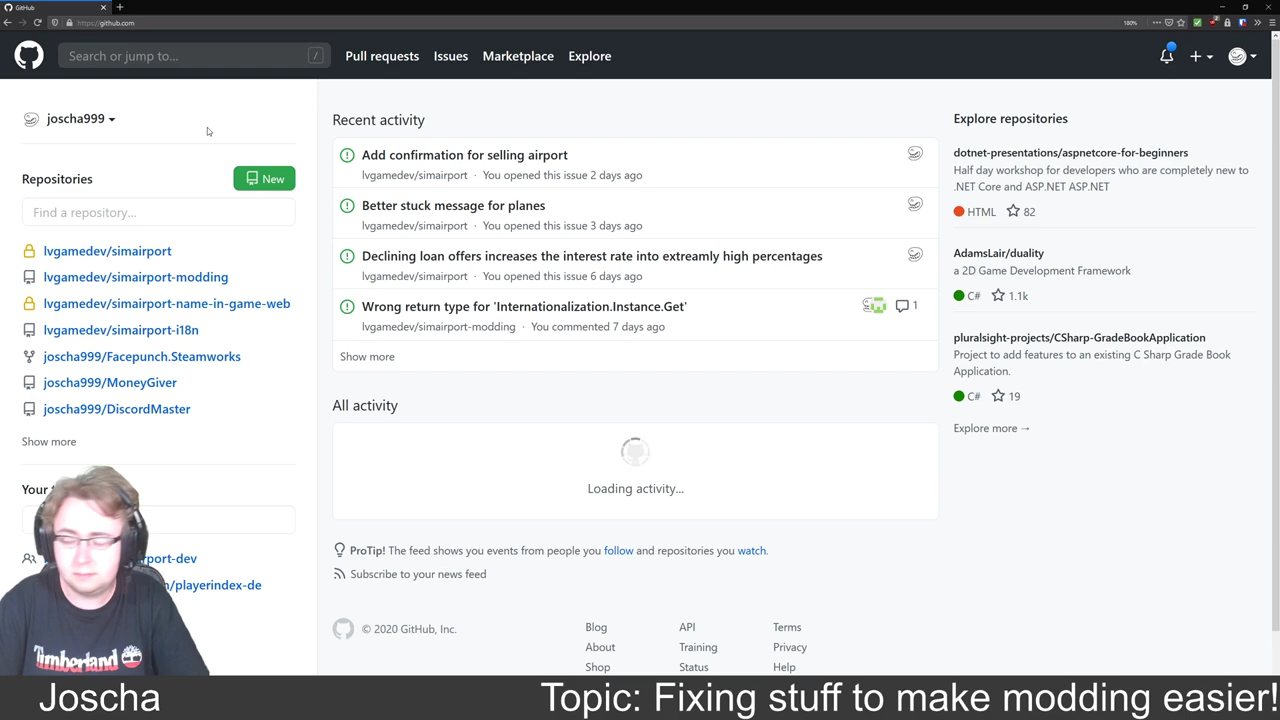 GitHub
https://github.com
180%
Search or jump to...
/
Pull requests
Issues
Marketplace
Explore
joscha999
Repositories
New
Find a repository...
lvgamedev/simairport
lvgamedev/simairport-modding
lvgamedev/simairport-name-in-game-web
lvgamedev/simairport-i18n
joscha999/Facepunch.Steamworks
joscha999/MoneyGiver
joscha999/DiscordMaster
Show more
Your
port-dev
/playerindex-de
Recent activity
Add confirmation for selling airport
lvgamedev/simairport · You opened this issue 2 days ago
Better stuck message for planes
lvgamedev/simairport · You opened this issue 3 days ago
Declining loan offers increases the interest rate into extreamly high percentages
lvgamedev/simairport · You opened this issue 6 days ago
Wrong return type for 'Internationalization.Instance.Get'
1
lvgamedev/simairport-modding · You commented 7 days ago
Show more
All activity
Loading activity...
ProTip! The feed shows you events from people you follow and repositories you watch.
Subscribe to your news feed
© 2020 GitHub, Inc.
Blog
About
Shop
API
Training
Status
Terms
Privacy
Help
Explore repositories
dotnet-presentations/aspnetcore-for-beginners
Half day workshop for developers who are completely new to
.NET Core and ASP.NET ASP.NET
HTML 82
AdamsLair/duality
a 2D Game Development Framework
C# 1.1k
pluralsight-projects/CSharp-GradeBookApplication
Project to add features to an existing C Sharp Grade Book
Application.
C# 19
Explore more →
Timberland
Joscha
Topic: Fixing stuff to make modding easier!